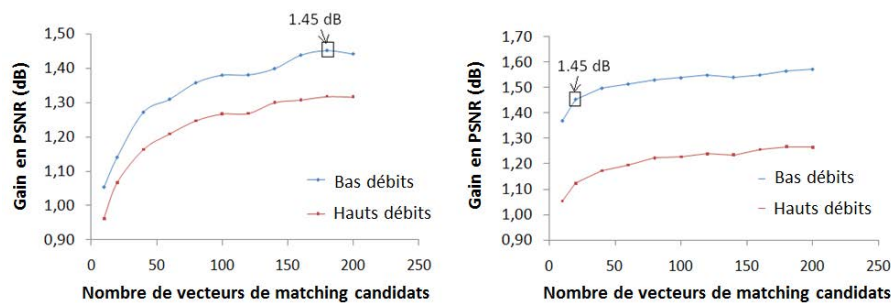 1.45 dB
Gain en PSNR (dB)
1,50
1,40
1,30
1,20
1,10
1,00
0,90
Bas débits
Hauts débits
0
50
100
150
200
250
Nombre de vecteurs de matching candidats
1.45 dB
Gain en PSNR (dB)
1,70
1,60
1,50
1,40
1,30
1,20
1,10
1,00
0,90
Bas débits
Hauts débits
0
50
100
150
200
250
Nombre de vecteurs de matching candidats